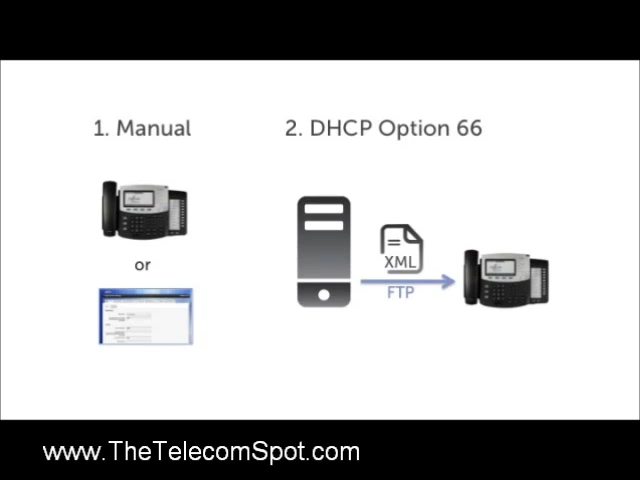 1. Manual
2. DHCP Option 66
or
XML
FTP
www.TheTelecomSpot.com